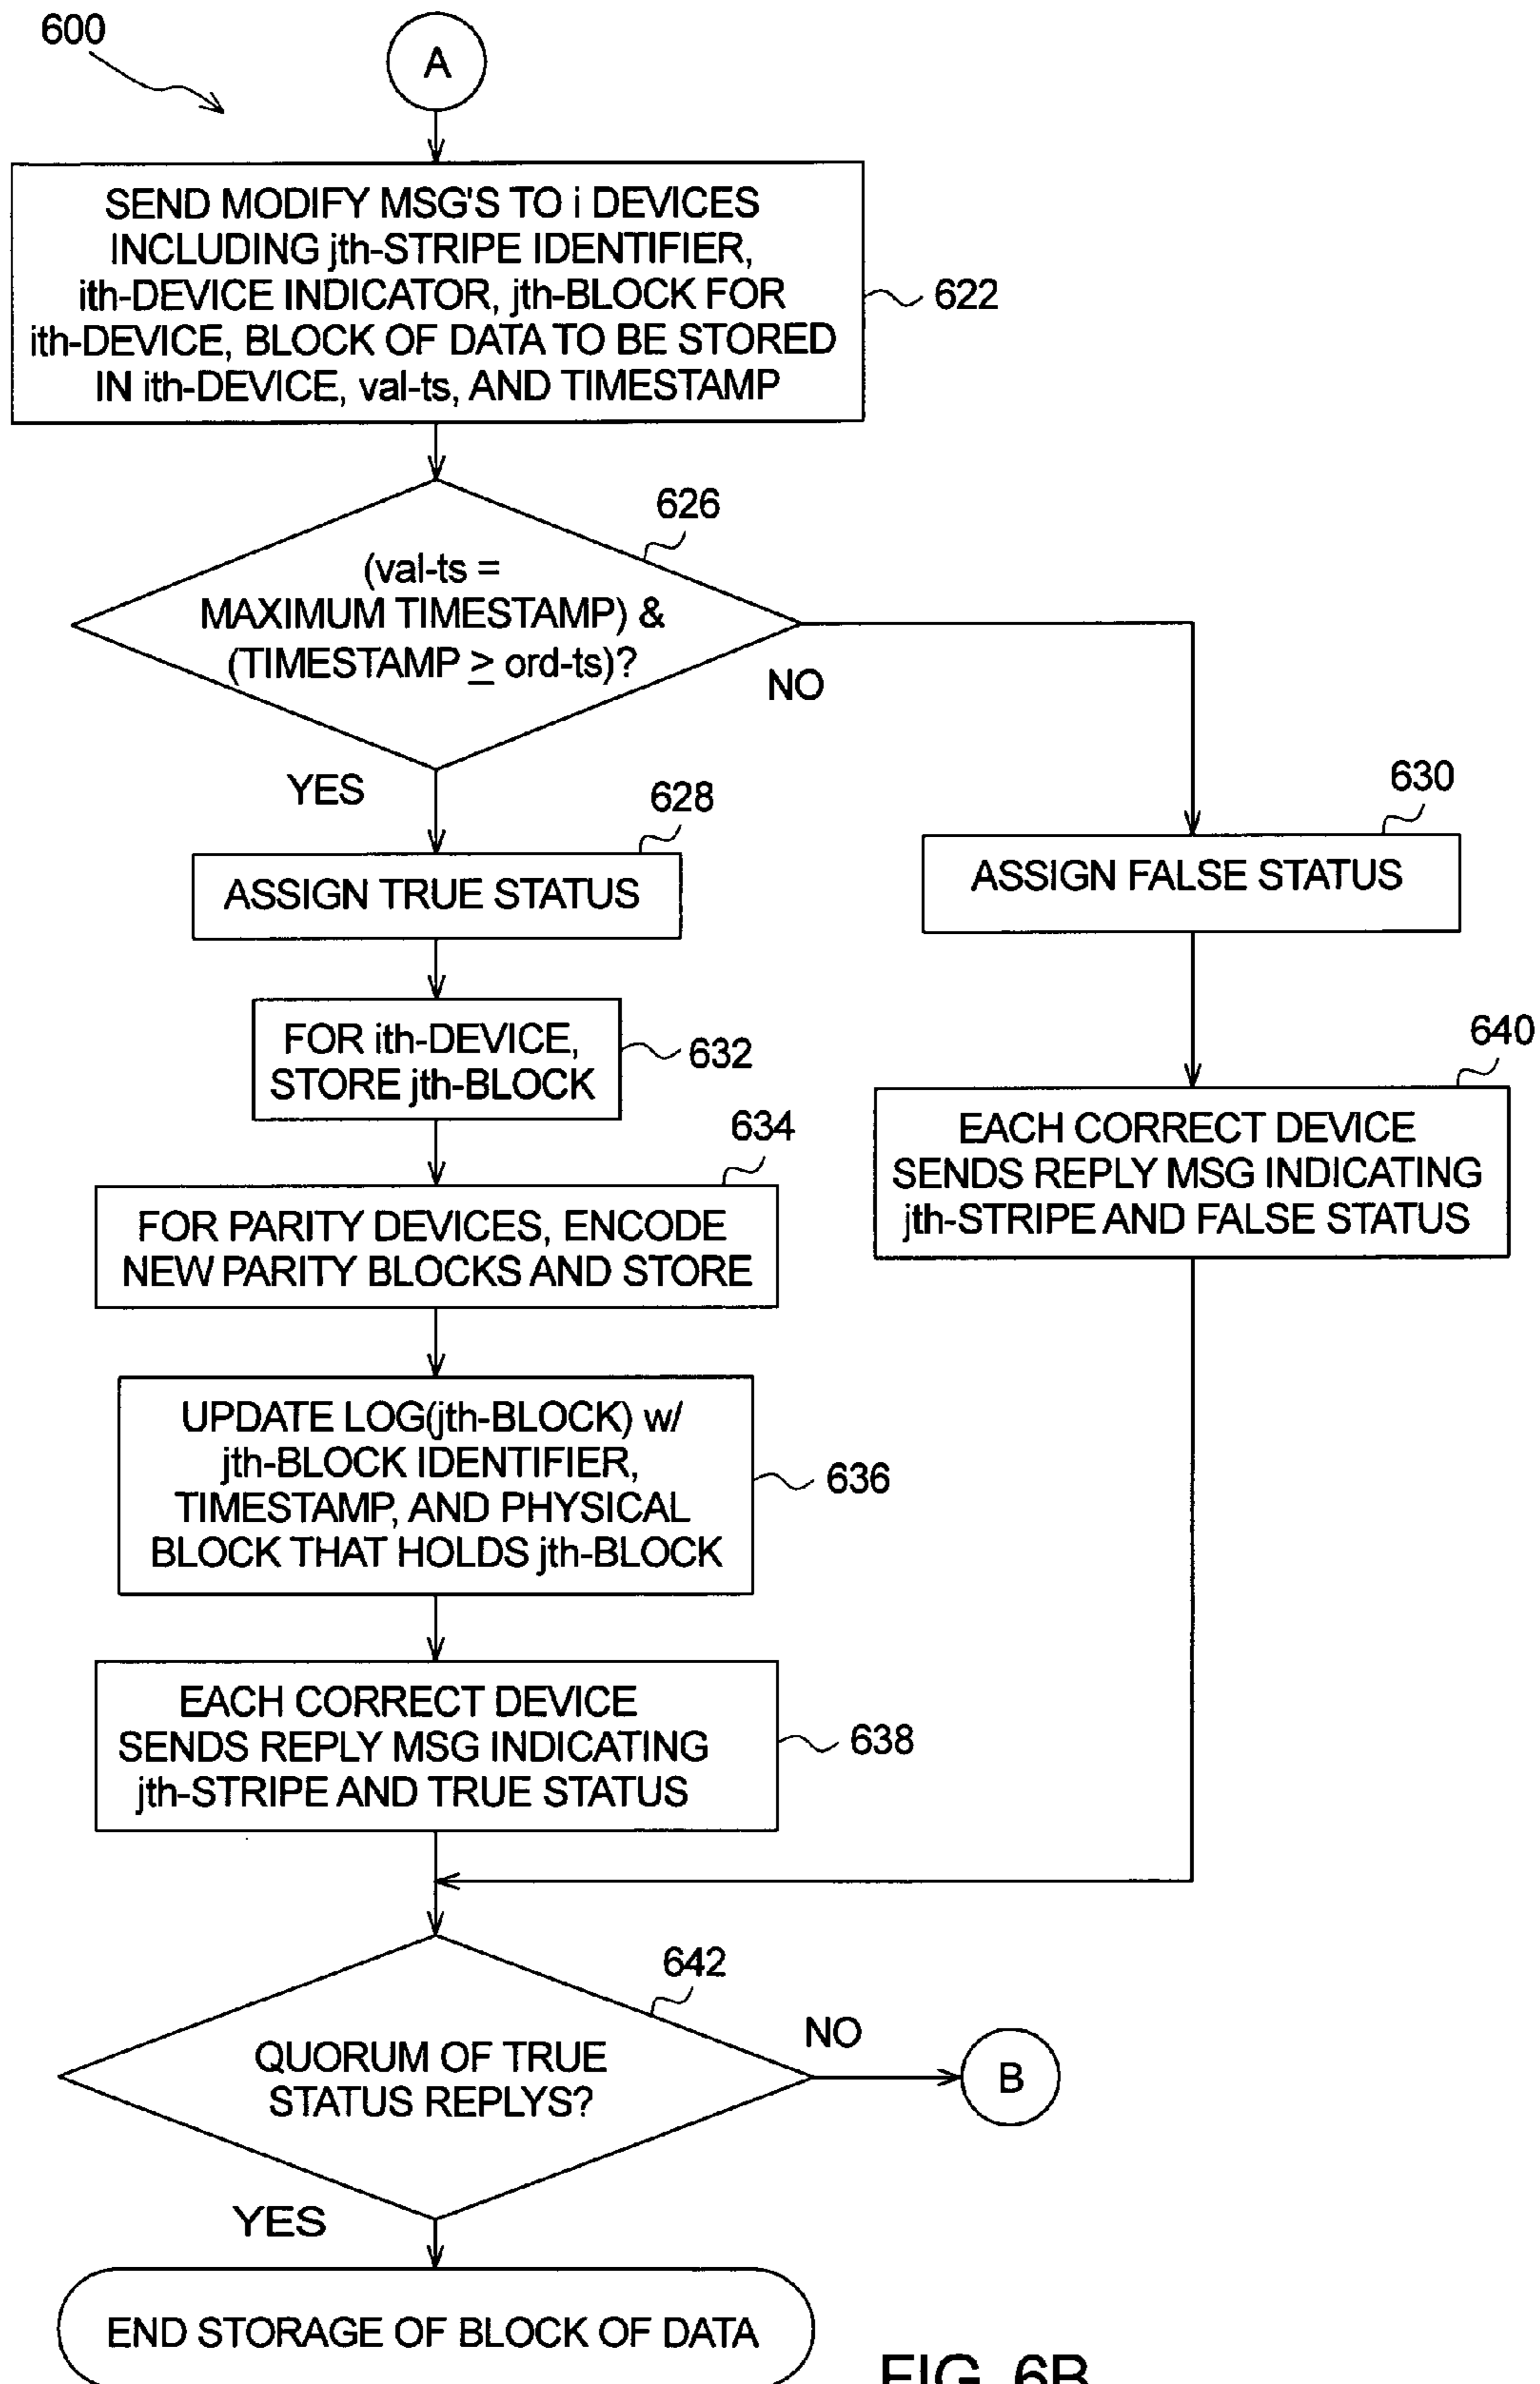 600
A
SEND MODIFY MSG'S TO i DEVICES
INCLUDING jth-STRIPE IDENTIFIER,
ith-DEVICE INDICATOR, jth-BLOCK FOR
ith-DEVICE, BLOCK OF DATA TO BE STORED
IN ith-DEVICE, val-ts, AND TIMESTAMP
622
626
(val-ts =
MAXIMUM TIMESTAMP) &
(TIMESTAMP ≥ ord-ts)?
NO
YES
628
ASSIGN TRUE STATUS
630
ASSIGN FALSE STATUS
FOR ith-DEVICE,
STORE jth-BLOCK
632
640
EACH CORRECT DEVICE
SENDS REPLY MSG INDICATING
jth-STRIPE AND FALSE STATUS
634
FOR PARITY DEVICES, ENCODE
NEW PARITY BLOCKS AND STORE
UPDATE LOG(jth-BLOCK) w/
jth-BLOCK IDENTIFIER,
TIMESTAMP, AND PHYSICAL
BLOCK THAT HOLDS jth-BLOCK
636
EACH CORRECT DEVICE
SENDS REPLY MSG INDICATING
jth-STRIPE AND TRUE STATUS
638
642
QUORUM OF TRUE
STATUS REPLYS?
NO
B
YES
END STORAGE OF BLOCK OF DATA
FIG. 6B